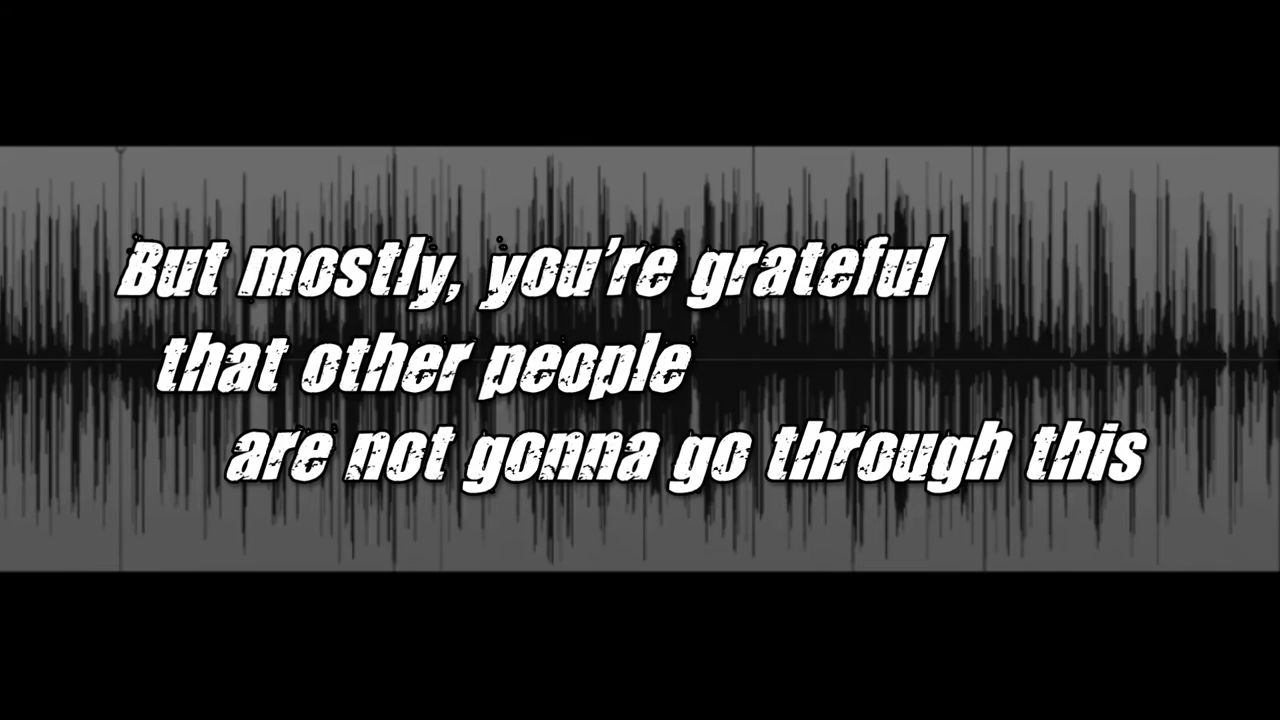 But mostly, you're grateful
that other people
are not gonna go through this